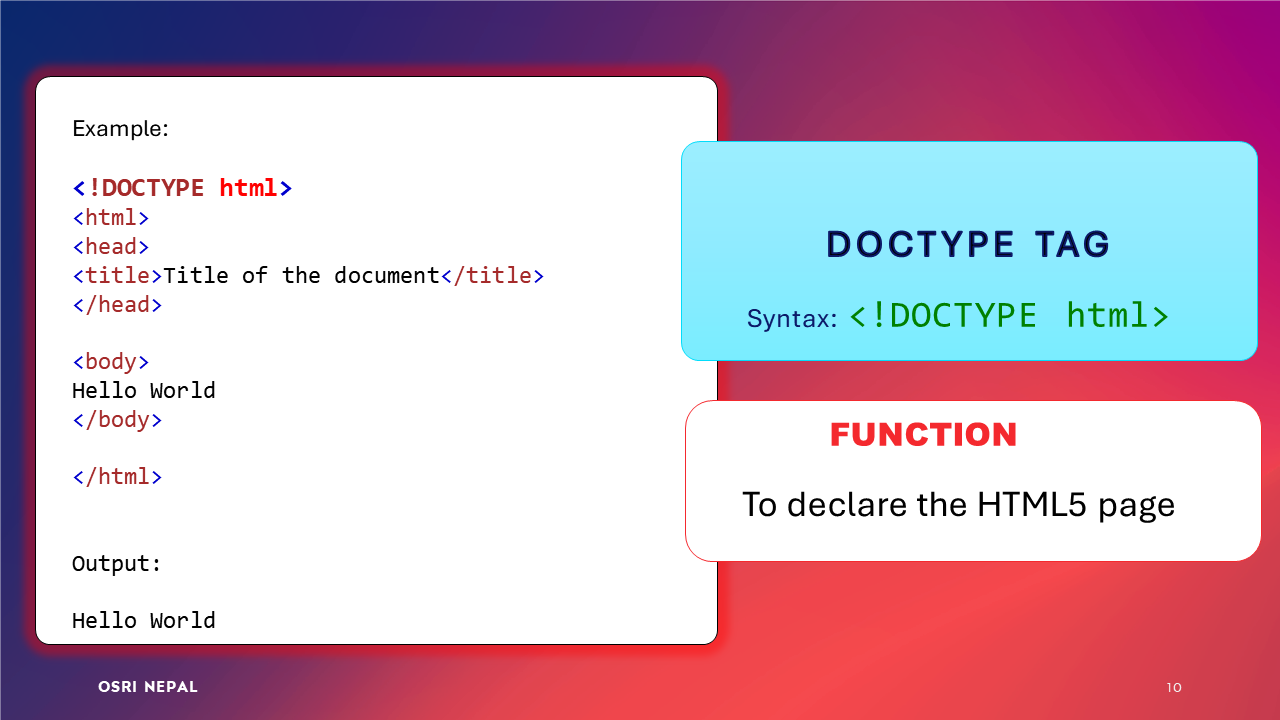 Example:
<!DOCTYPE html>
<html>
<head>
<title>Title of the document</title>
</head>
<body>
Hello World
</body>
</html>
Output:
Hello World
DOCTYPE TAG
Syntax: <!DOCTYPE html>
FUNCTION
To declare the HTML5 page
OSRI NEPAL
10